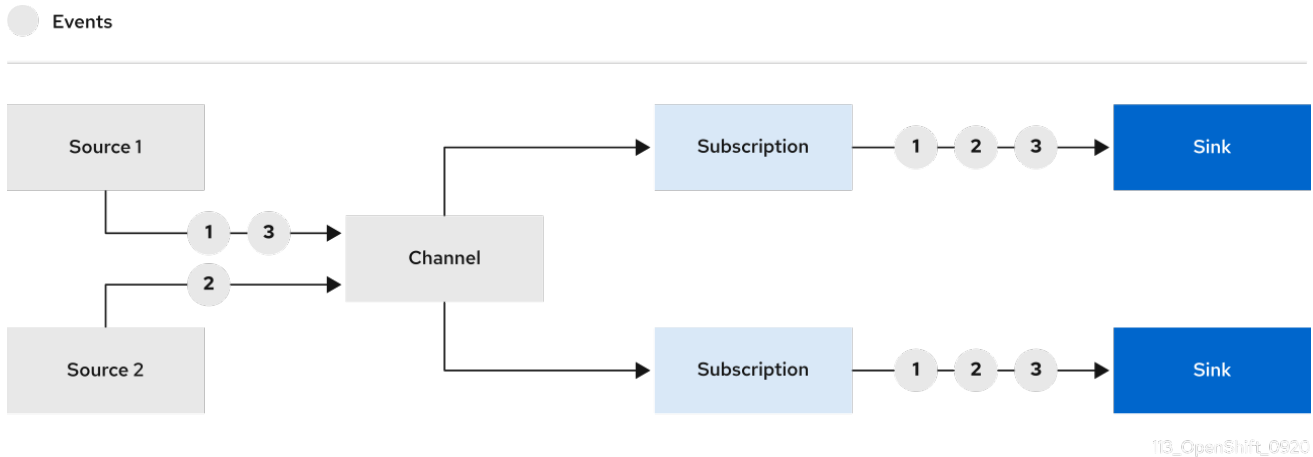 Events
Source 1
Subscription
1 2 3
Sink
1 3
Channel
2
Source 2
Subscription
1 2 3
Sink
113_OpenShift_0920